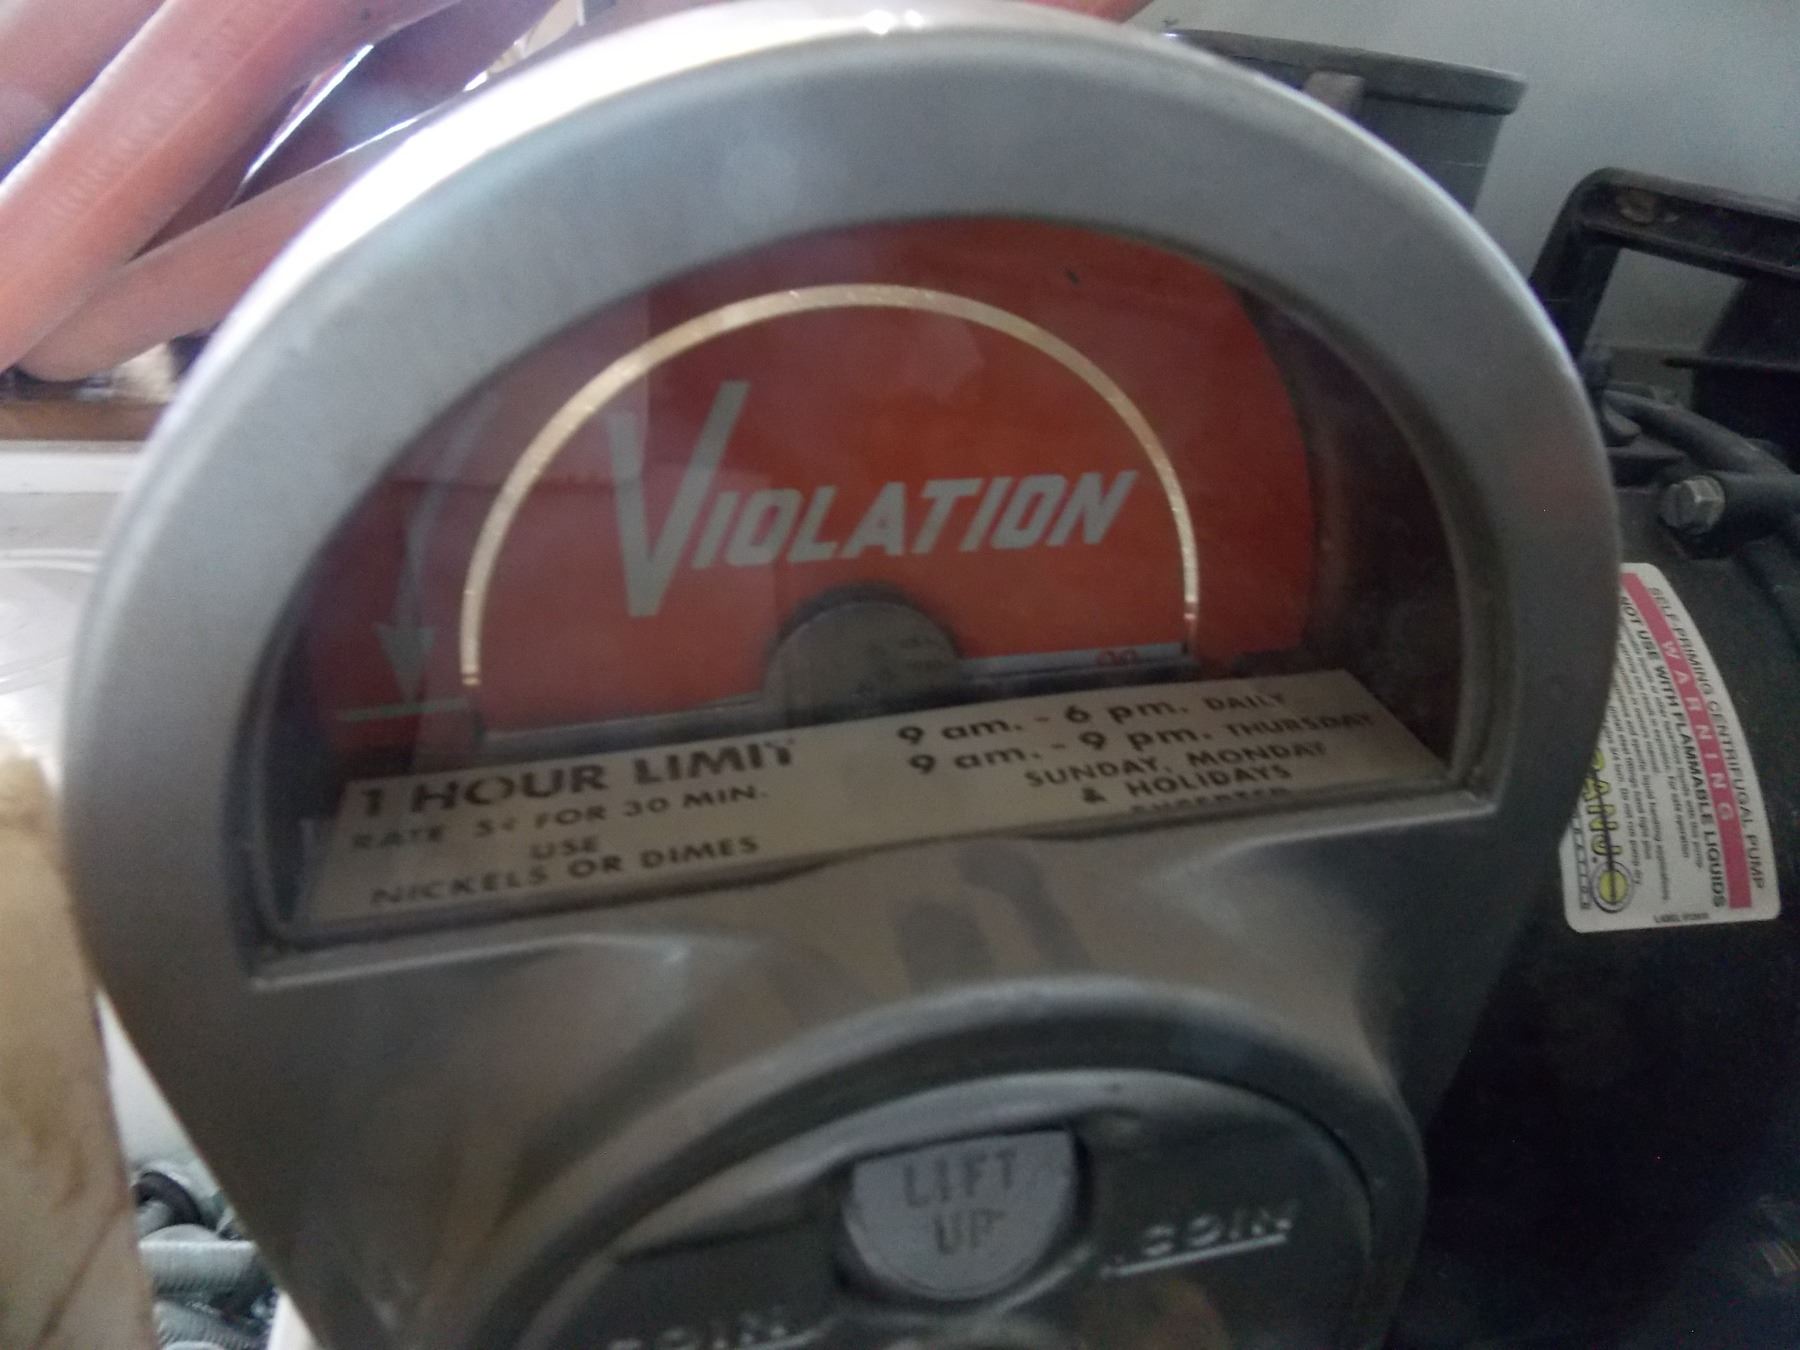 VIOLATION
1 HOUR LIMIT
RATE 5¢ FOR 30 MIN.
USE
NICKELS OR DIMES
9 am. - 6 pm. DAILY
9 am. - 9 pm. THURSDAY
SUNDAY, MONDAY
& HOLIDAYS
LIFT
UP
COIN
COIN
SELF-PRIMING CENTRIFUGAL PUMP
WARNING
NOT USE WITH FLAMMABLE LIQUIDS